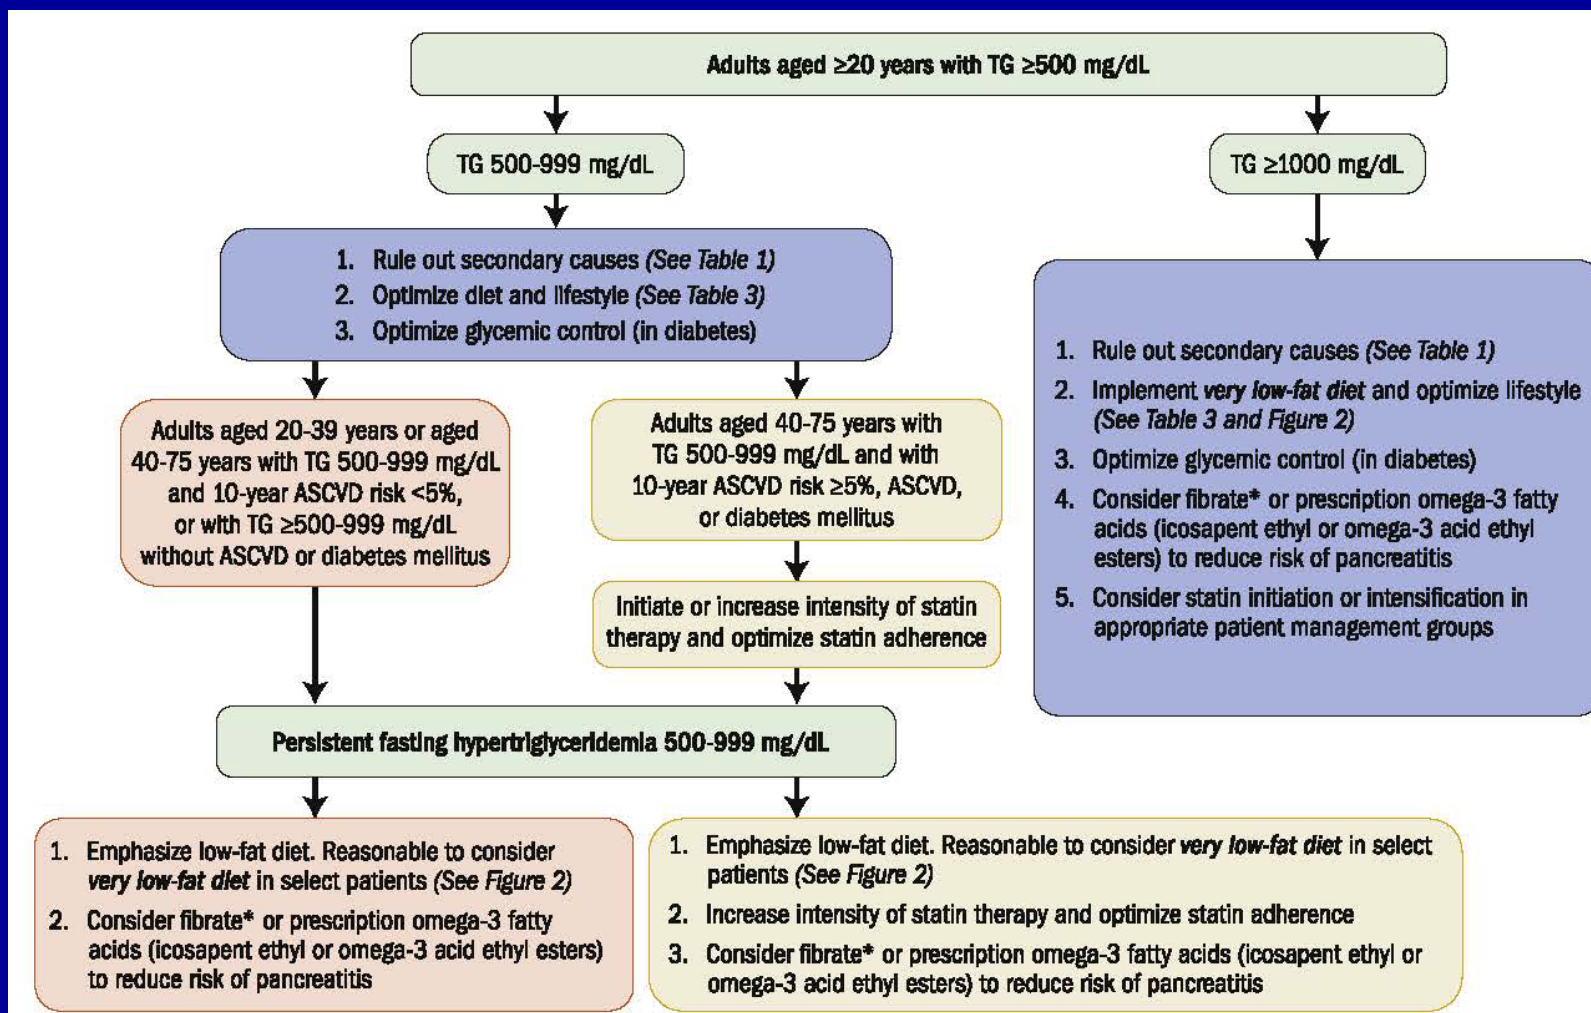 Adults aged ≥20 years with TG ≥500 mg/dL
TG 500-999 mg/dL
TG ≥1000 mg/dL
1. Rule out secondary causes (See Table 1)
2. Optimize diet and lifestyle (See Table 3)
3. Optimize glycemic control (in diabetes)
1. Rule out secondary causes (See Table 1)
2. Implement very low-fat diet and optimize lifestyle
(See Table 3 and Figure 2)
3. Optimize glycemic control (in diabetes)
4. Consider fibrate* or prescription omega-3 fatty
acids (icosapent ethyl or omega-3 acid ethyl
esters) to reduce risk of pancreatitis
5. Consider statin initiation or intensification in
appropriate patient management groups
Adults aged 20-39 years or aged
40-75 years with TG 500-999 mg/dL
and 10-year ASCVD risk <5%,
or with TG ≥500-999 mg/dL
without ASCVD or diabetes mellitus
Adults aged 40-75 years with
TG 500-999 mg/dL and with
10-year ASCVD risk ≥5%, ASCVD,
or diabetes mellitus
Initiate or increase intensity of statin
therapy and optimize statin adherence
Persistent fasting hypertriglyceridemia 500-999 mg/dL
1. Emphasize low-fat diet. Reasonable to consider
very low-fat diet in select patients (See Figure 2)
2. Consider fibrate* or prescription omega-3 fatty
acids (icosapent ethyl or omega-3 acid ethyl esters)
to reduce risk of pancreatitis
1. Emphasize low-fat diet. Reasonable to consider very low-fat diet in select
patients (See Figure 2)
2. Increase intensity of statin therapy and optimize statin adherence
3. Consider fibrate* or prescription omega-3 fatty acids (icosapent ethyl or
omega-3 acid ethyl esters) to reduce risk of pancreatitis